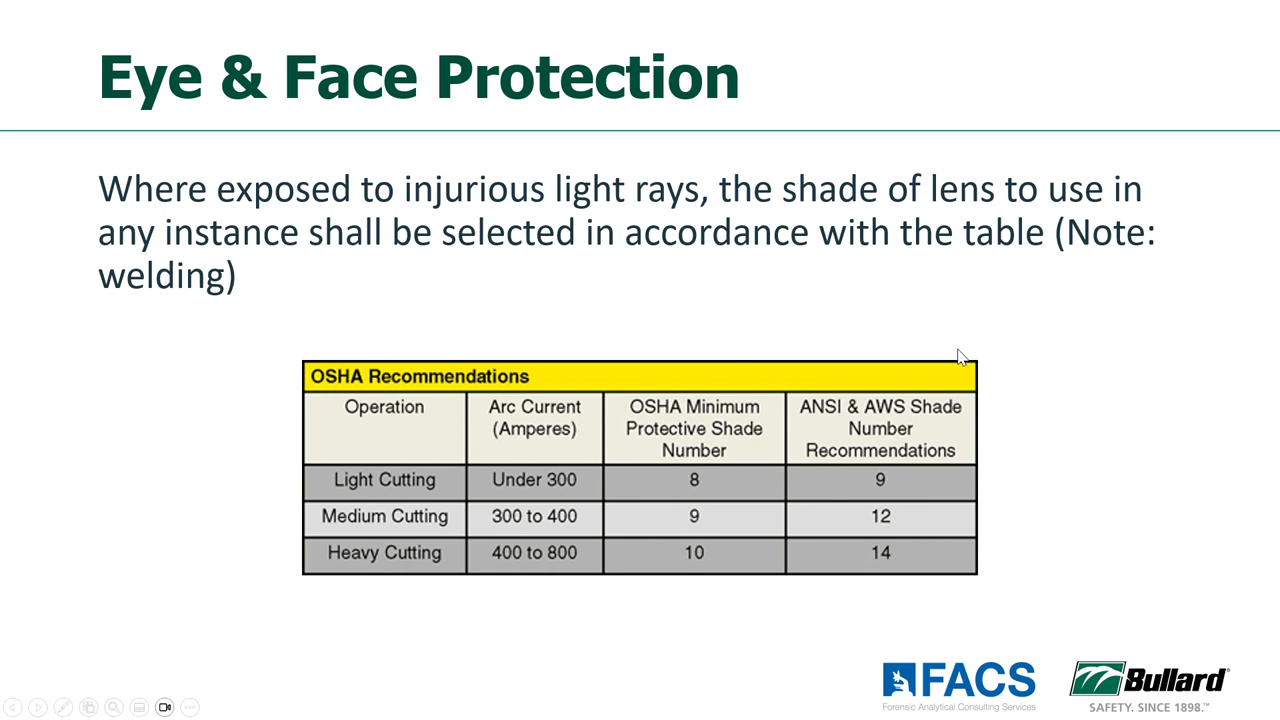 Eye & Face Protection
Where exposed to injurious light rays, the shade of lens to use in
any instance shall be selected in accordance with the table (Note:
welding)
OSHA Recommendations
Operation
Arc Current
(Amperes)
OSHA Minimum
Protective Shade
Number
ANSI & AWS Shade
Number
Recommendations
Light Cutting Under 300 8 9
Medium Cutting 300 to 400 9 12
Heavy Cutting 400 to 800 10 14
FACS
Forensic Analytical Consulting Services
Bullard®
SAFETY. SINCE 1898.™